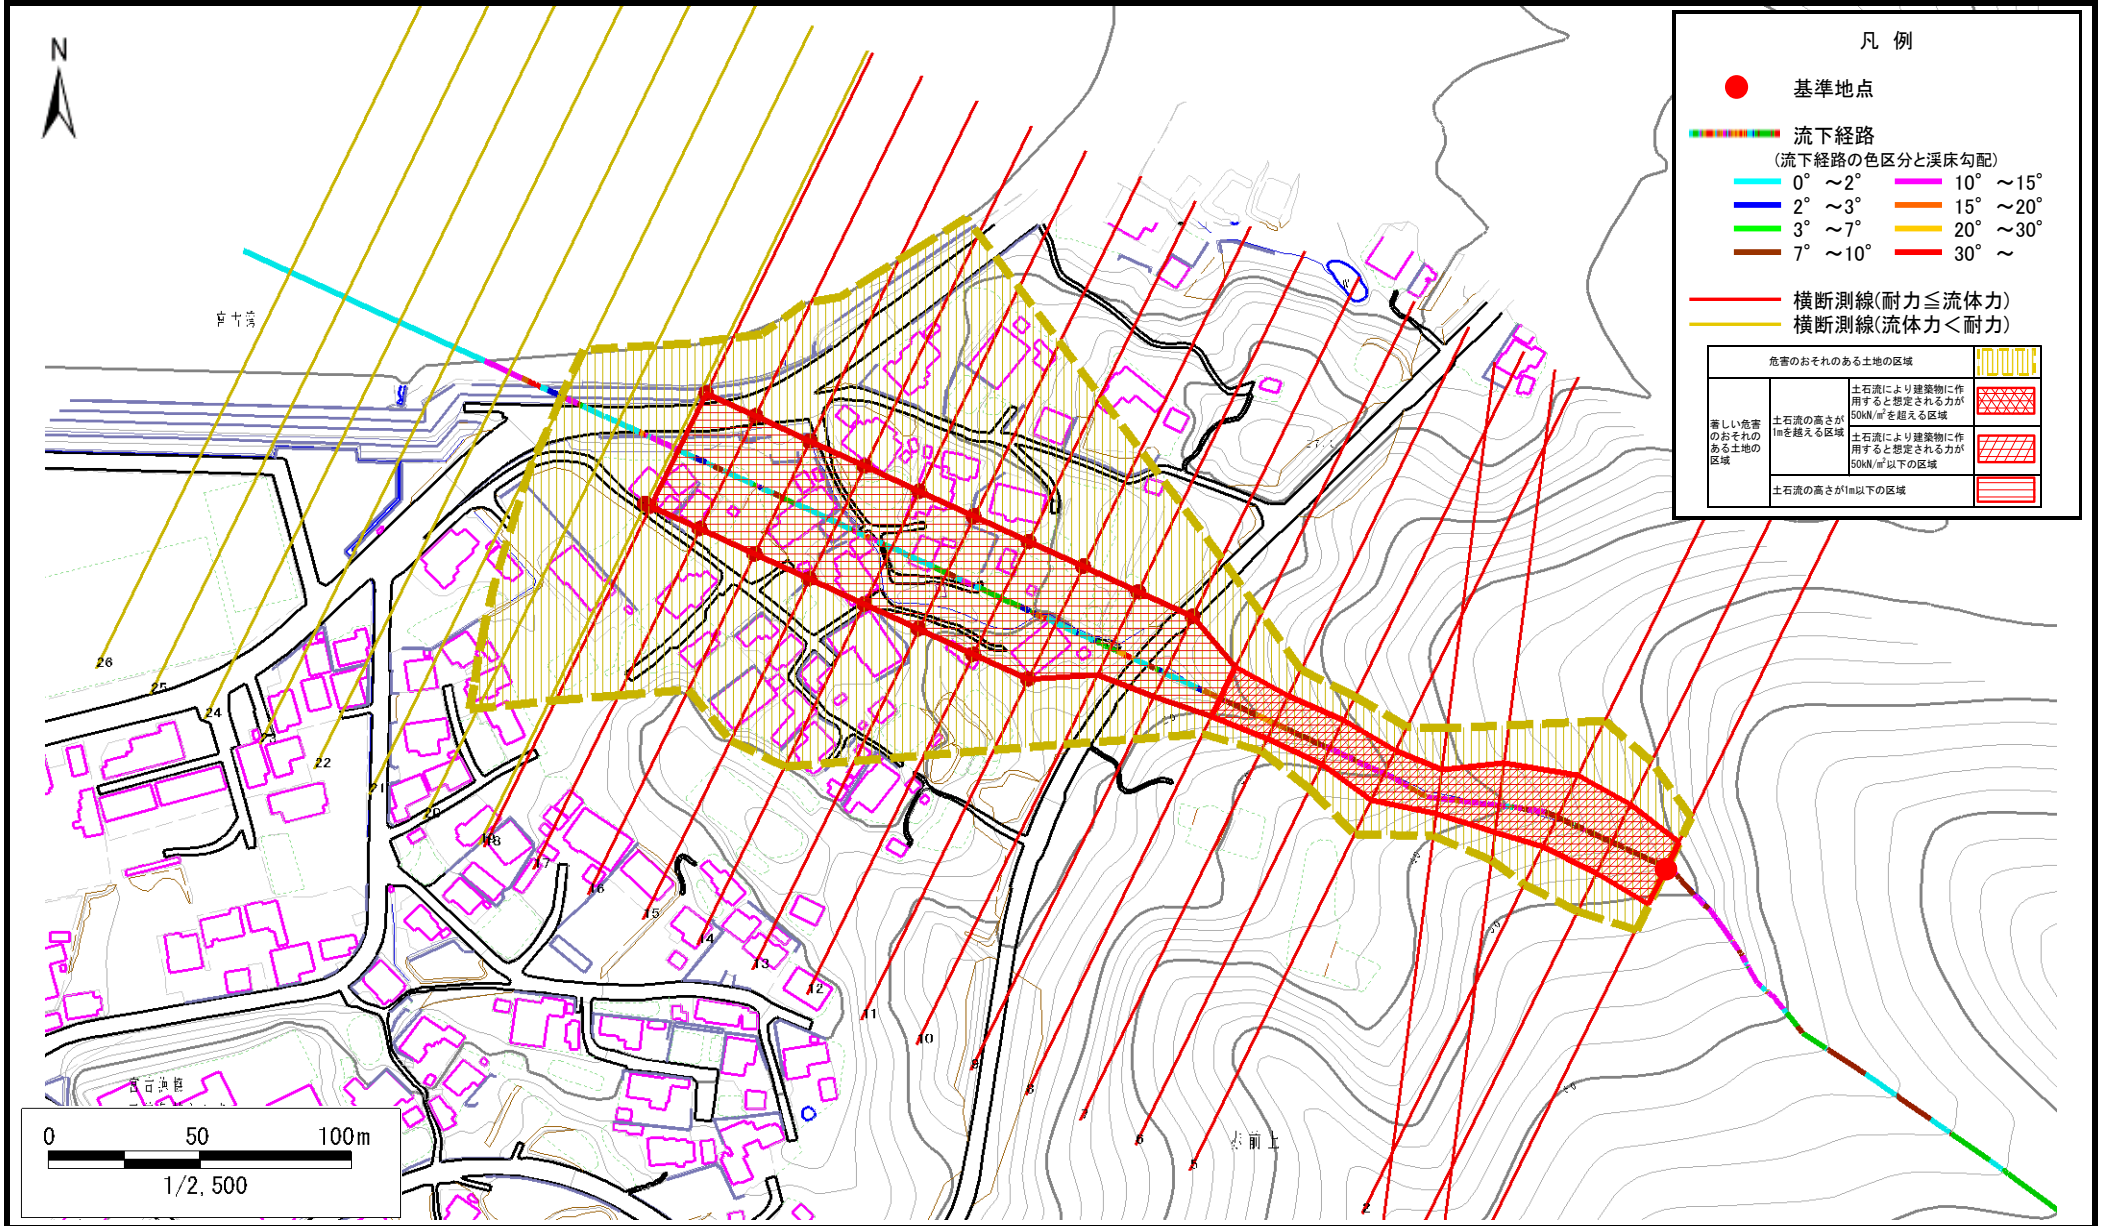 N
凡 例
基準地点
流下経路
(流下経路の色区分と渓床勾配)
0° ～2°
10° ～15°
2° ～3°
15° ～20°
3° ～7°
20° ～30°
7° ～10°
30° ～
横断測線(耐力≦流体力)
横断測線(流体力＜耐力)
危害のおそれのある土地の区域
著しい危害
のおそれの
ある土地の
区域
土石流の高さが
1mを越える区域
土石流により建築物に作
用すると想定される力が
50kN/㎡を超える区域
土石流により建築物に作
用すると想定される力が
50kN/㎡以下の区域
土石流の高さが1m以下の区域
26
25
24
23
22
21
20
19
18
17
16
15
14
13
12
11
10
9
8
7
6
5
2
0 50 100m
1/2,500